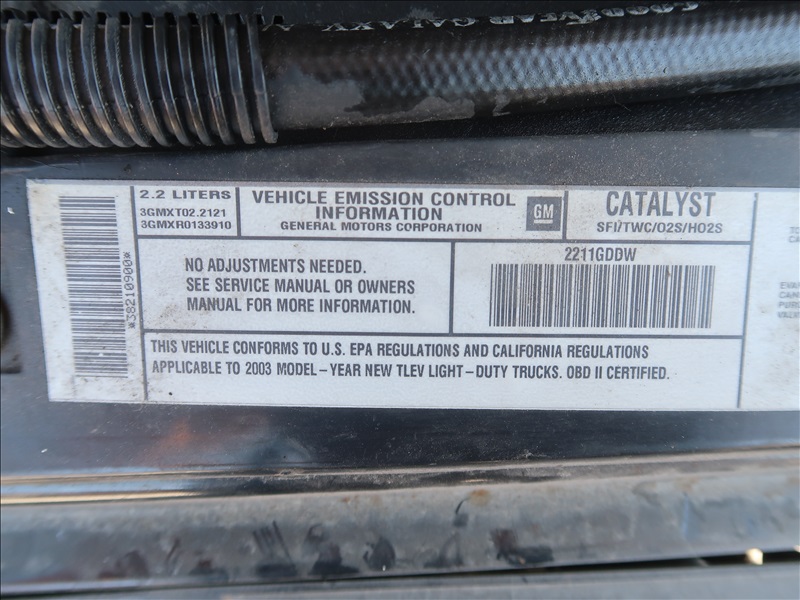 GOODYEAR GALAXY
2.2 LITERS
3GMXT02.2121
3GMXR0133910
VEHICLE EMISSION CONTROL
INFORMATION
GENERAL MOTORS CORPORATION
GM
CATALYST
SFI/TWC/O2S/HO2S
NO ADJUSTMENTS NEEDED.
SEE SERVICE MANUAL OR OWNERS
MANUAL FOR MORE INFORMATION.
2211GDDW
*38210900*
THIS VEHICLE CONFORMS TO U.S. EPA REGULATIONS AND CALIFORNIA REGULATIONS
APPLICABLE TO 2003 MODEL-YEAR NEW TLEV LIGHT-DUTY TRUCKS. OBD II CERTIFIED.